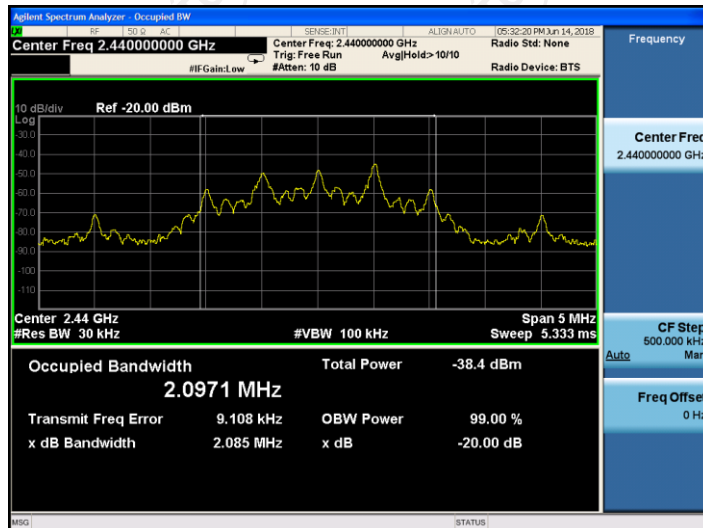 Agilent Spectrum Analyzer - Occupied BW
RF 50 Ω AC SENSE:INT ALIGN AUTO 05:32:20 PM Jun 14, 2018
Center Freq 2.440000000 GHz
Center Freq: 2.440000000 GHz
Radio Std: None
Trig: Free Run Avg|Hold:>10/10
#IFGain:Low
#Atten: 10 dB
Radio Device: BTS
Frequency
10 dB/div Ref -20.00 dBm
Log
-30.0
-40.0
-50.0
-60.0
-70.0
-80.0
-90.0
-100
-110
Center Freq
2.440000000 GHz
Center 2.44 GHz
Span 5 MHz
#Res BW 30 kHz
#VBW 100 kHz
Sweep 5.333 ms
CF Step
500.000 kHz
Auto Man
Occupied Bandwidth
2.0971 MHz
Total Power -38.4 dBm
Transmit Freq Error 9.108 kHz
OBW Power 99.00 %
x dB Bandwidth 2.085 MHz
x dB -20.00 dB
Freq Offset
0 Hz
MSG
STATUS